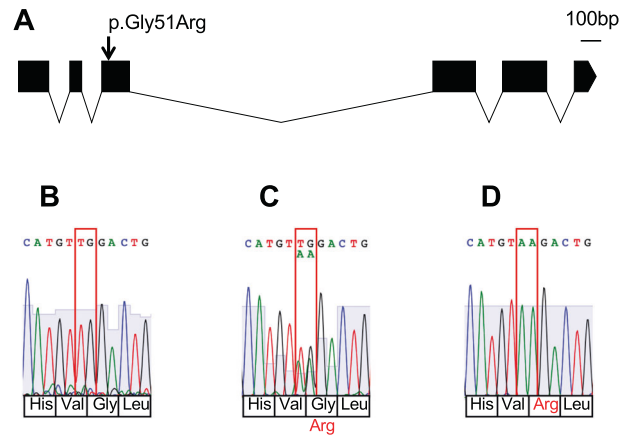 A
p.Gly51Arg
100bp
B
C
D
CATGTTGGACTG
CATGTTGGACTG
AA
CATGTAAGACTG
His Val Gly Leu
His Val Gly Leu
Arg
His Val Arg Leu